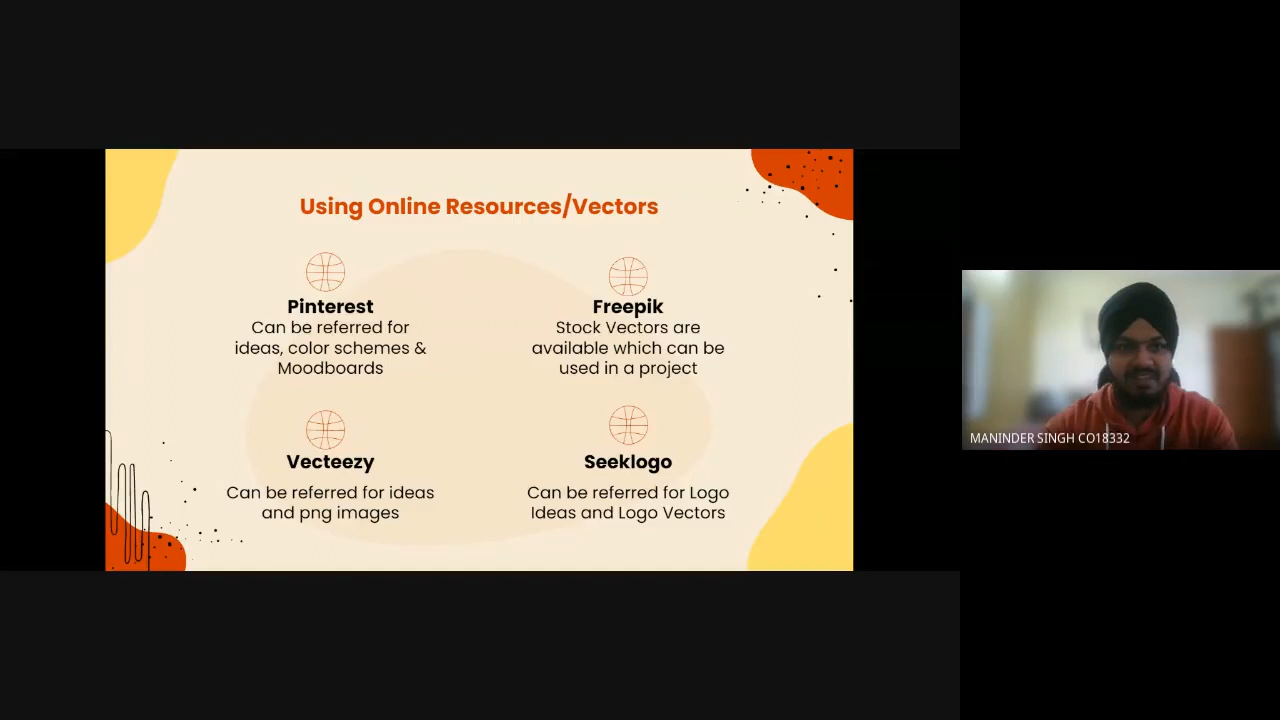 Using Online Resources/Vectors
Pinterest
Can be referred for
ideas, color schemes &
Moodboards
Freepik
Stock Vectors are
available which can be
used in a project
Vecteezy
Can be referred for ideas
and png images
Seeklogo
Can be referred for Logo
Ideas and Logo Vectors
MANINDER SINGH CO18332